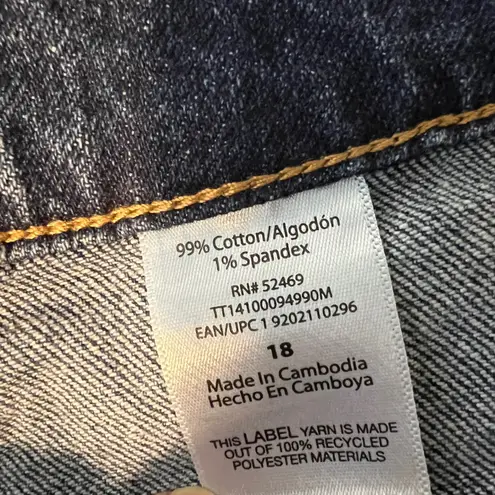 99% Cotton/Algodón
1% Spandex
RN# 52469
TT14100094990M
EAN/UPC 1 9202110296
18
Made In Cambodia
Hecho En Camboya
THIS LABEL YARN IS MADE
OUT OF 100% RECYCLED
POLYESTER MATERIALS